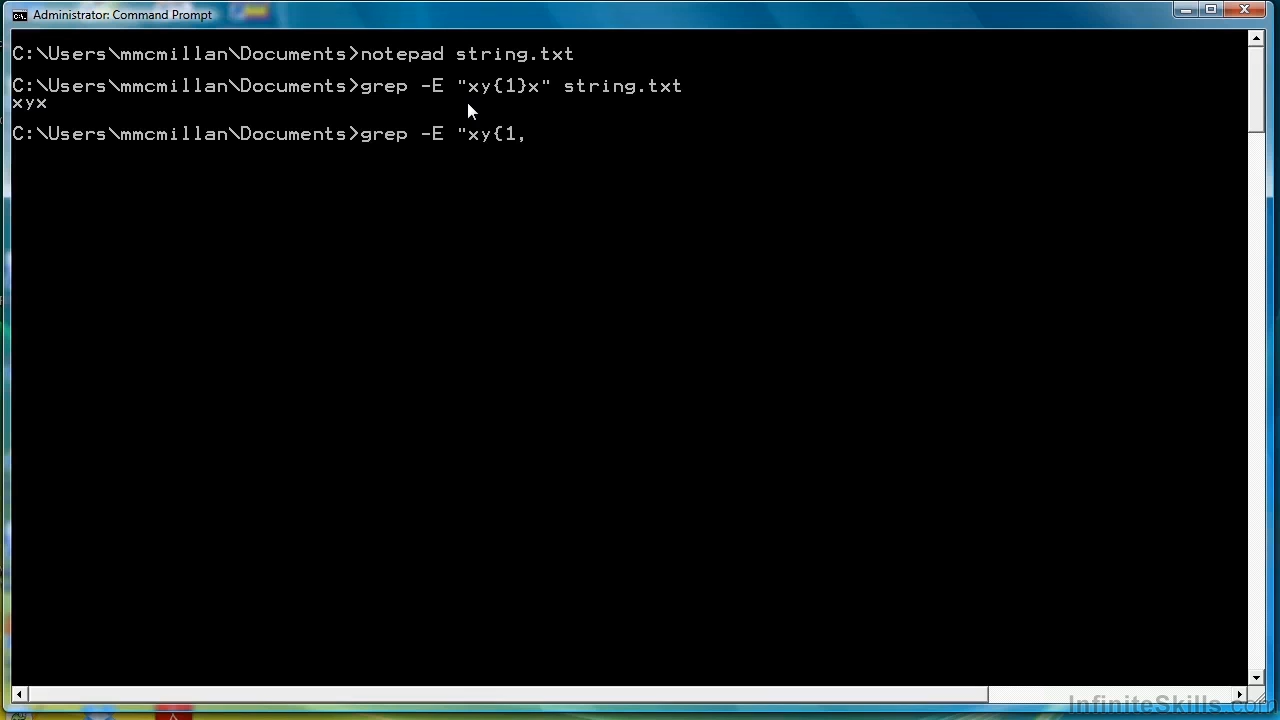 Administrator: Command Prompt
C:\Users\mmcmillan\Documents>notepad string.txt
C:\Users\mmcmillan\Documents>grep -E "xy{1}x" string.txt
xyx
C:\Users\mmcmillan\Documents>grep -E "xy{1,
InfiniteSkills.com